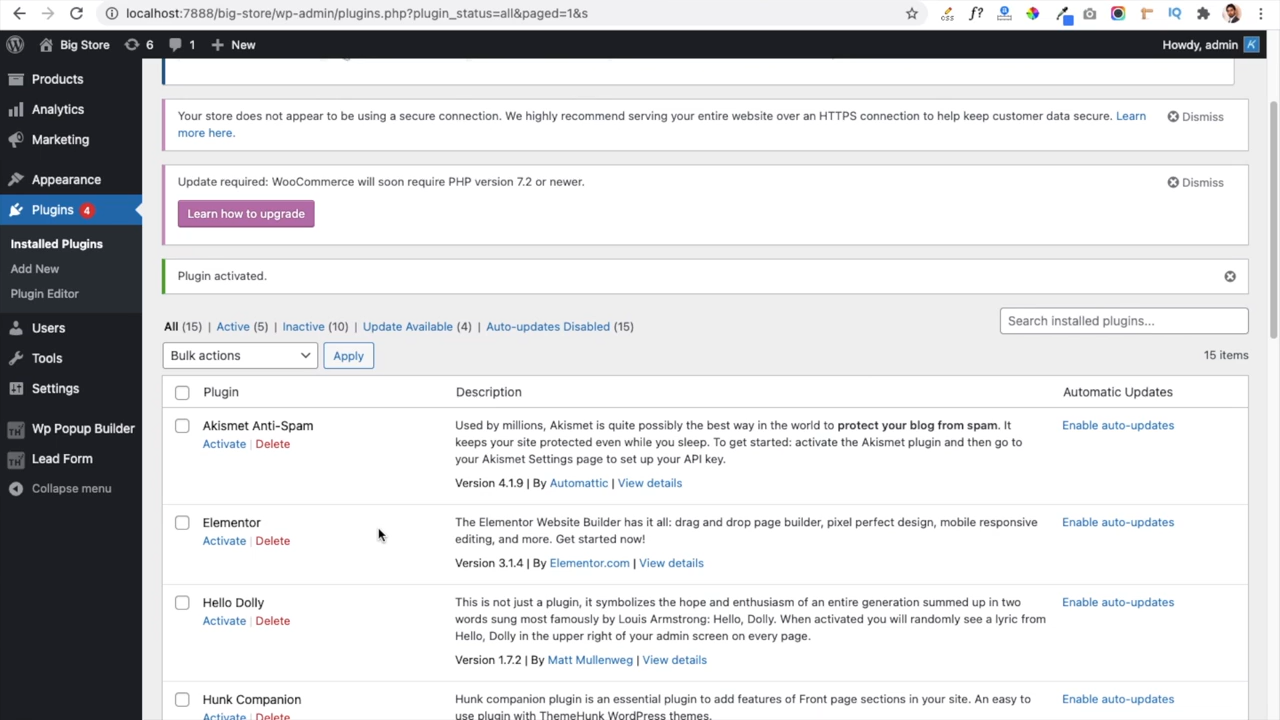 localhost:7888/big-store/wp-admin/plugins.php?plugin_status=all&paged=1&s
f?
IQ
Big Store
6
1
New
Howdy, admin
K
Products
Analytics
Marketing
Appearance
Plugins 4
Installed Plugins
Add New
Plugin Editor
Users
Tools
Settings
Wp Popup Builder
Lead Form
Collapse menu
Your store does not appear to be using a secure connection. We highly recommend serving your entire website over an HTTPS connection to help keep customer data secure. Learn
more here.
Dismiss
Update required: WooCommerce will soon require PHP version 7.2 or newer.
Dismiss
Learn how to upgrade
Plugin activated.
All (15) | Active (5) | Inactive (10) | Update Available (4) | Auto-updates Disabled (15)
Search installed plugins...
Bulk actions
Apply
15 items
Plugin
Description
Automatic Updates
Akismet Anti-Spam
Activate | Delete
Used by millions, Akismet is quite possibly the best way in the world to protect your blog from spam. It
keeps your site protected even while you sleep. To get started: activate the Akismet plugin and then go to
your Akismet Settings page to set up your API key.
Version 4.1.9 | By Automattic | View details
Enable auto-updates
Elementor
Activate | Delete
The Elementor Website Builder has it all: drag and drop page builder, pixel perfect design, mobile responsive
editing, and more. Get started now!
Version 3.1.4 | By Elementor.com | View details
Enable auto-updates
Hello Dolly
Activate | Delete
This is not just a plugin, it symbolizes the hope and enthusiasm of an entire generation summed up in two
words sung most famously by Louis Armstrong: Hello, Dolly. When activated you will randomly see a lyric from
Hello, Dolly in the upper right of your admin screen on every page.
Version 1.7.2 | By Matt Mullenweg | View details
Enable auto-updates
Hunk Companion
Activate | Delete
Hunk companion plugin is an essential plugin to add features of Front page sections in your site. An easy to
use plugin with ThemeHunk WordPress themes.
Enable auto-updates